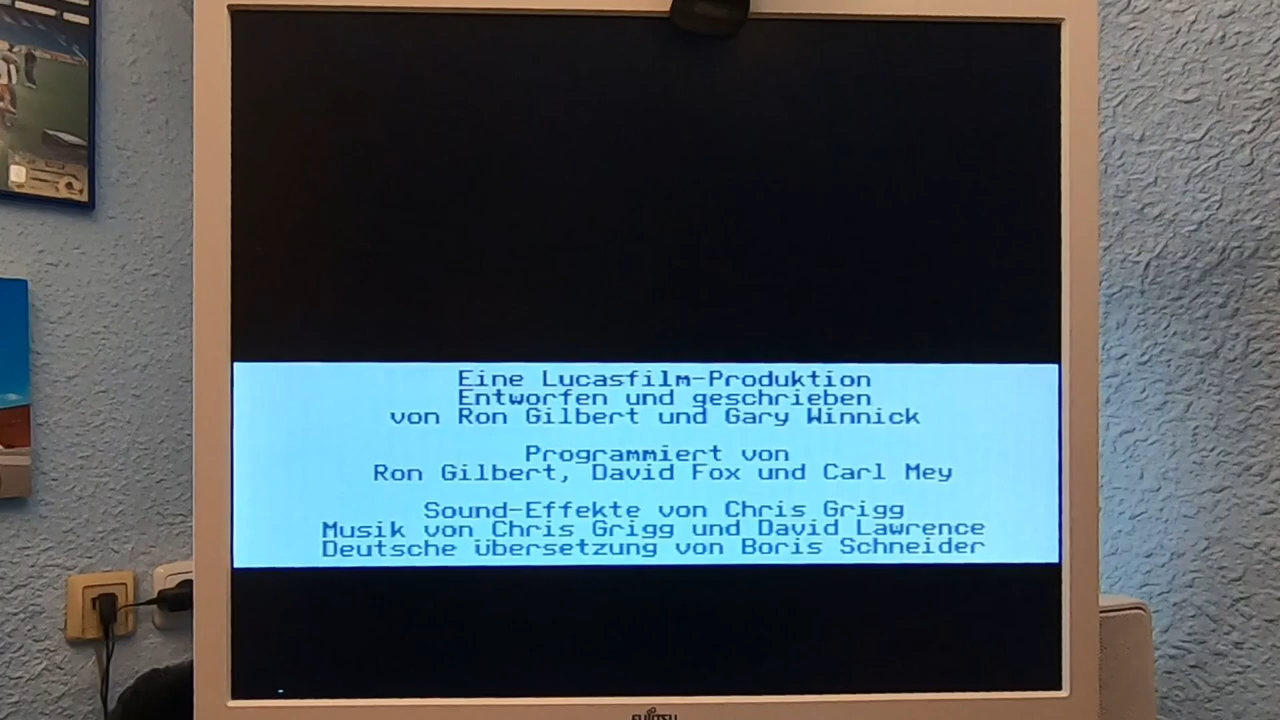 Eine Lucasfilm-Produktion
Entworfen und geschrieben
von Ron Gilbert und Gary Winnick
Programmiert von
Ron Gilbert, David Fox und Carl Mey
Sound-Effekte von Chris Grigg
Musik von Chris Grigg und David Lawrence
Deutsche übersetzung von Boris Schneider
FUJITSU